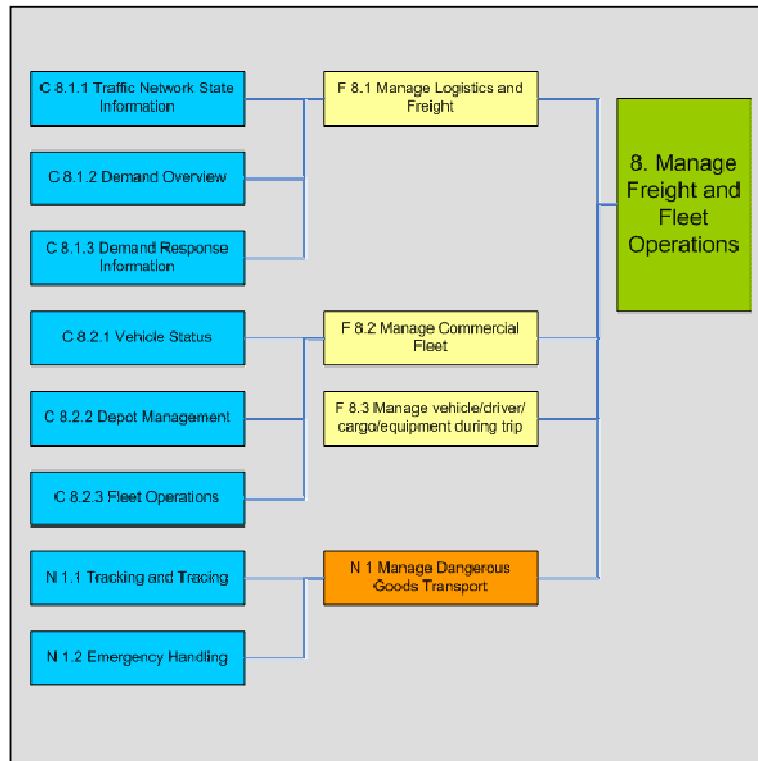 C 8.1.1 Traffic Network State
Information
F 8.1 Manage Logistics and
Freight
8. Manage
Freight and
Fleet
Operations
C 8.1.2 Demand Overview
C 8.1.3 Demand Response
Information
C 8.2.1 Vehicle Status
F 8.2 Manage Commercial
Fleet
C 8.2.2 Depot Management
F 8.3 Manage vehicle/driver/
cargo/equipment during trip
C 8.2.3 Fleet Operations
N 1.1 Tracking and Tracing
N 1 Manage Dangerous
Goods Transport
N 1.2 Emergency Handling